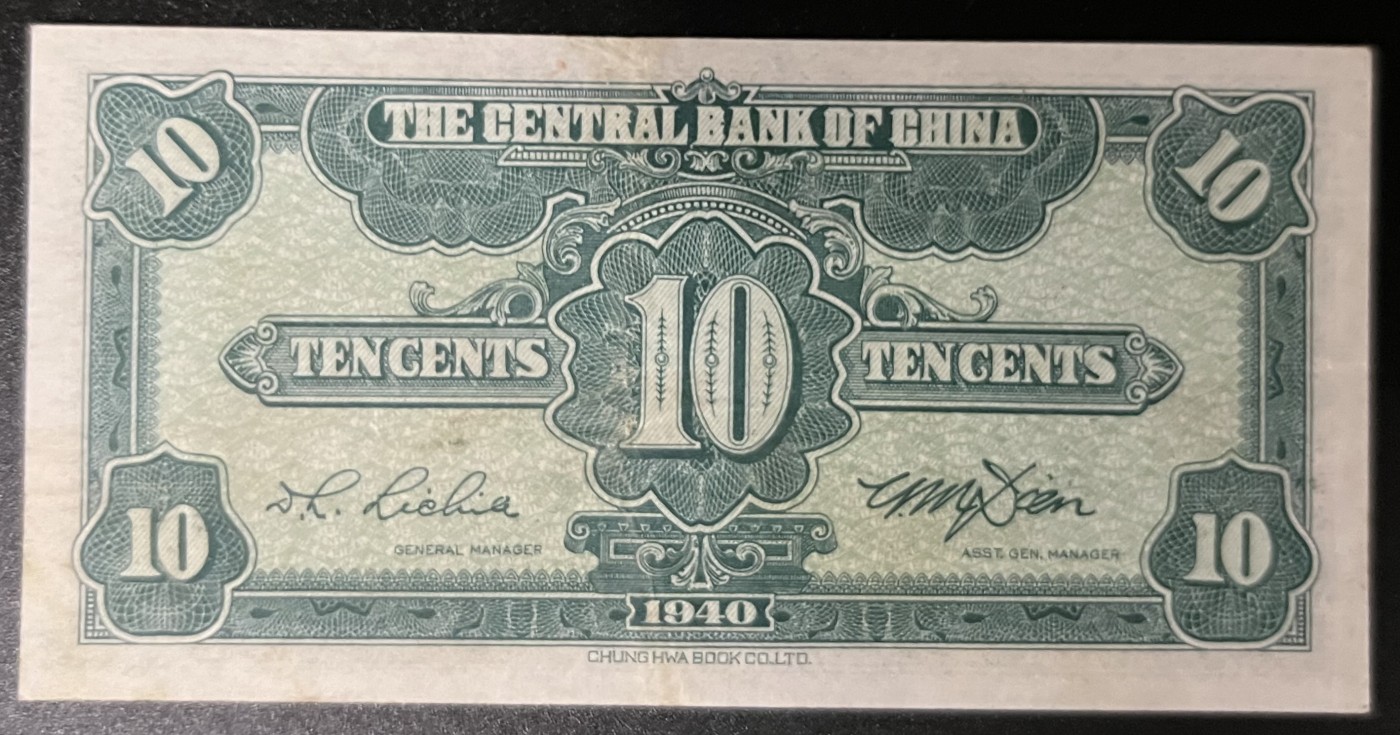 THE CENTRAL BANK OF CHINA
10 10
TEN CENTS 10 TEN CENTS
GENERAL MANAGER ASST. GEN. MANAGER
10 10
1940
CHUNG HWA BOOK CO. LTD.